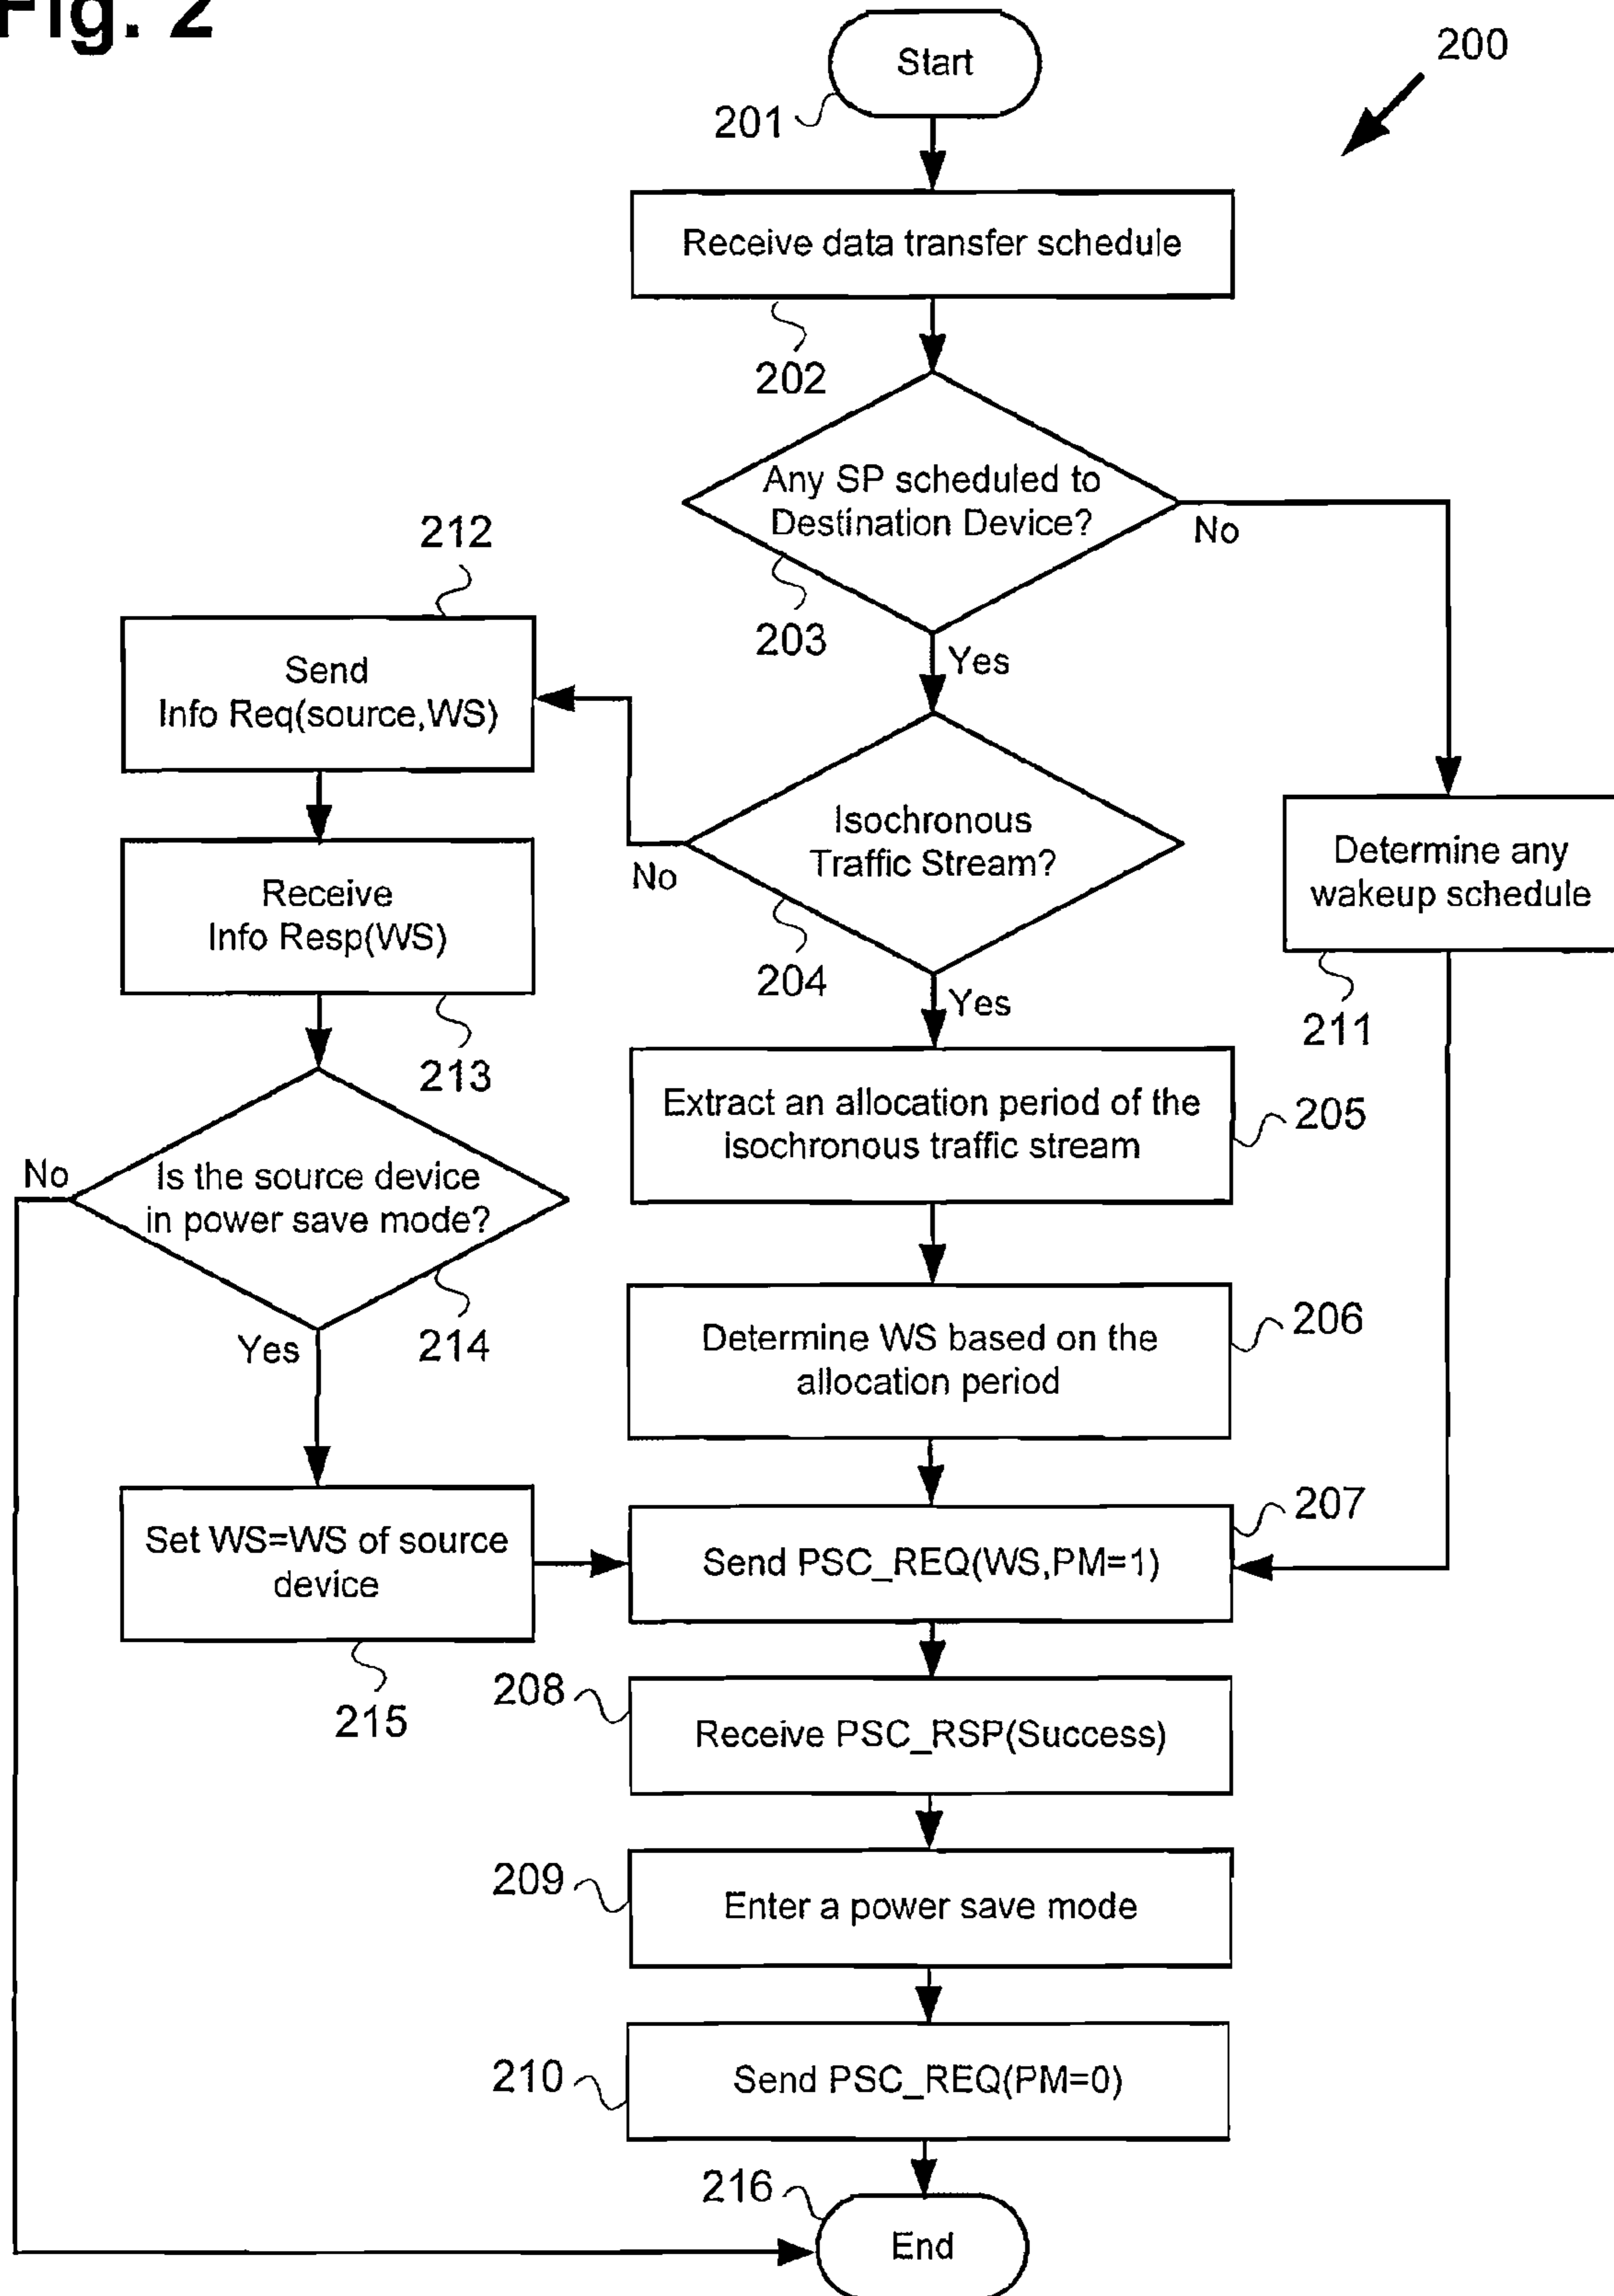 Fig. 2
200
Start
201
Receive data transfer schedule
202
Any SP scheduled to
Destination Device?
No
203
Yes
212
Send
Info Req(source,WS)
Isochronous
Traffic Stream?
No
204
Yes
Determine any
wakeup schedule
211
Receive
Info Resp(WS)
213
Extract an allocation period of the
isochronous traffic stream
205
No
Is the source device
in power save mode?
214
Yes
Determine WS based on the
allocation period
206
Set WS=WS of source
device
215
207
Send PSC_REQ(WS,PM=1)
208
Receive PSC_RSP(Success)
209
Enter a power save mode
210
Send PSC_REQ(PM=0)
216
End